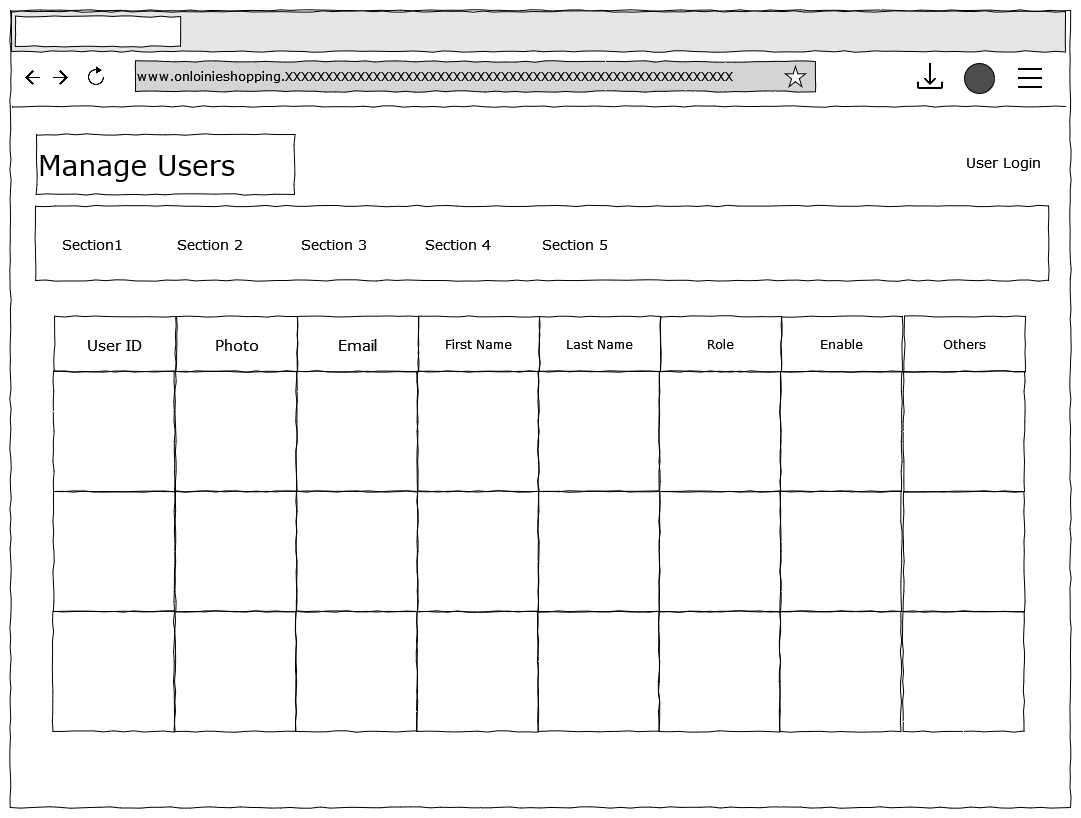 www.onloinieshopping.XXXXXXXXXXXXXXXXXXXXXXXXXXXXXXXXXXXXXXXXXXXXXXXXXXXXXXXX
Manage Users
User Login
Section1 Section 2 Section 3 Section 4 Section 5
User ID Photo Email First Name Last Name Role Enable Others